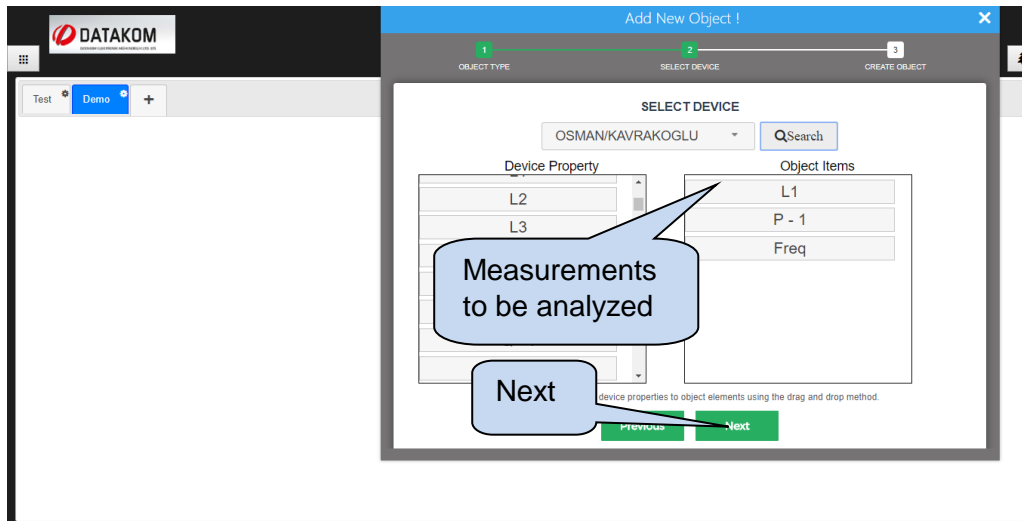 DATAKOM
Add New Object !
1
2
3
OBJECT TYPE
SELECT DEVICE
CREATE OBJECT
Test
Demo
SELECT DEVICE
OSMAN/KAVRAKOGLU
Search
Device Property
Object Items
L2
L3
L1
P - 1
Freq
Measurements
to be analyzed
Next
device properties to object elements using the drag and drop method.
Previous
Next